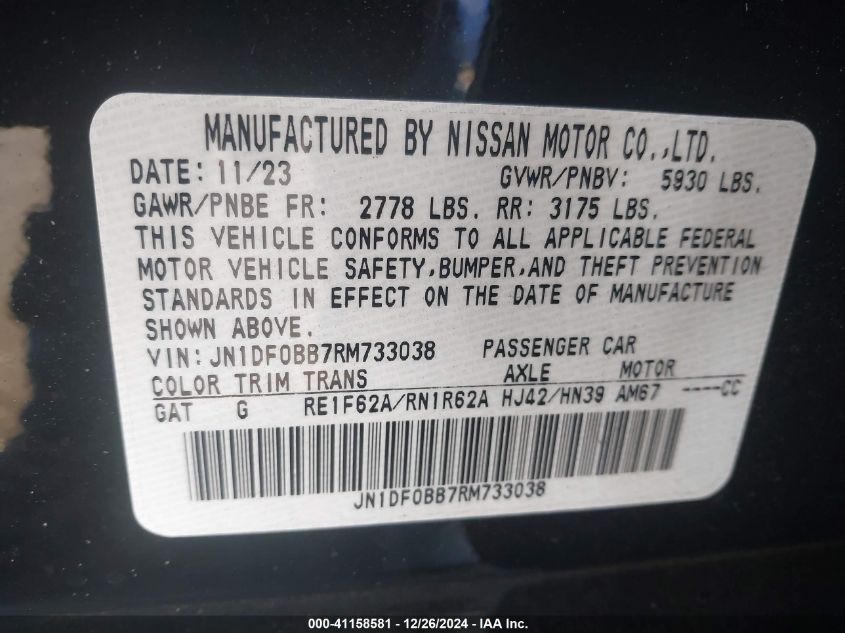 MANUFACTURED BY NISSAN MOTOR CO.,LTD.
DATE: 11/23 GVWR/PNBV: 5930 LBS.
GAWR/PNBE FR: 2778 LBS. RR: 3175 LBS.
THIS VEHICLE CONFORMS TO ALL APPLICABLE FEDERAL
MOTOR VEHICLE SAFETY,BUMPER,AND THEFT PREVENTION
STANDARDS IN EFFECT ON THE DATE OF MANUFACTURE
SHOWN ABOVE.
VIN: JN1DF0BB7RM733038 PASSENGER CAR
COLOR TRIM TRANS AXLE MOTOR
GAT G RE1F62A/RN1R62A HJ42/HN39 AM67 ----CC
JN1DF0BB7RM733038
000-41158581 / 12/26/2024 - IAA Inc.